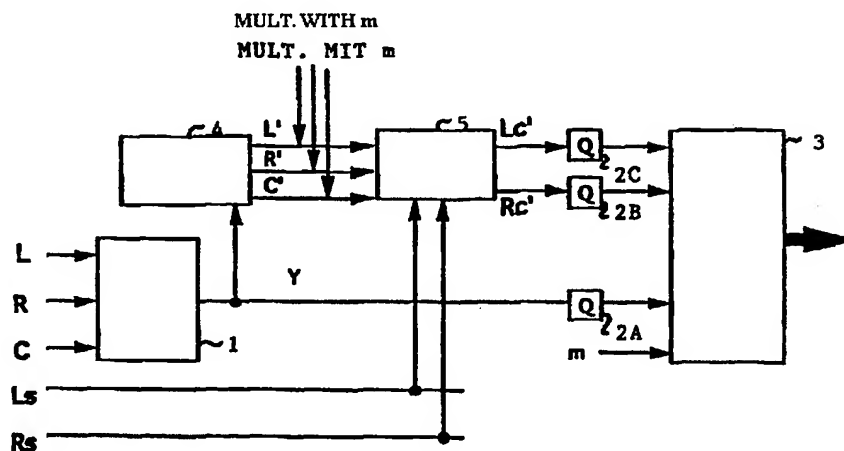 MULT. WITH m
MULT. MIT m
4
L'
R'
C'
5
Lc'
Rc'
Q
2C
Q
2B
3
L
R
C
1
Y
Q
2A
m
Ls
Rs